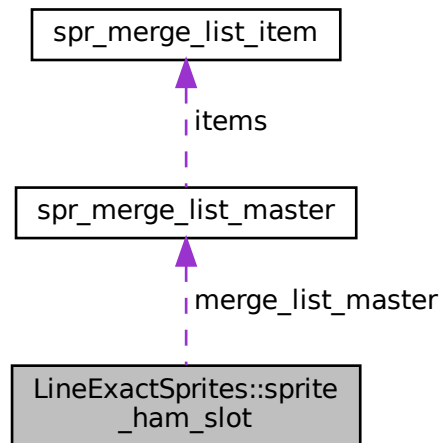 spr_merge_list_item
items
spr_merge_list_master
merge_list_master
LineExactSprites::sprite
_ham_slot